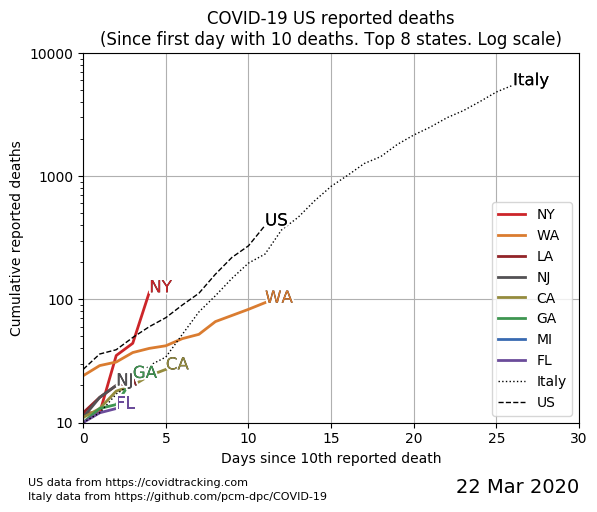 COVID-19 US reported deaths
(Since first day with 10 deaths. Top 8 states. Log scale)
10000
1000
100
10
Cumulative reported deaths
Italy
US
NY
WA
CA
GA
NJ
FL
NY
WA
LA
NJ
CA
GA
MI
FL
Italy
US
0 5 10 15 20 25 30
Days since 10th reported death
US data from https://covidtracking.com
Italy data from https://github.com/pcm-dpc/COVID-19
22 Mar 2020